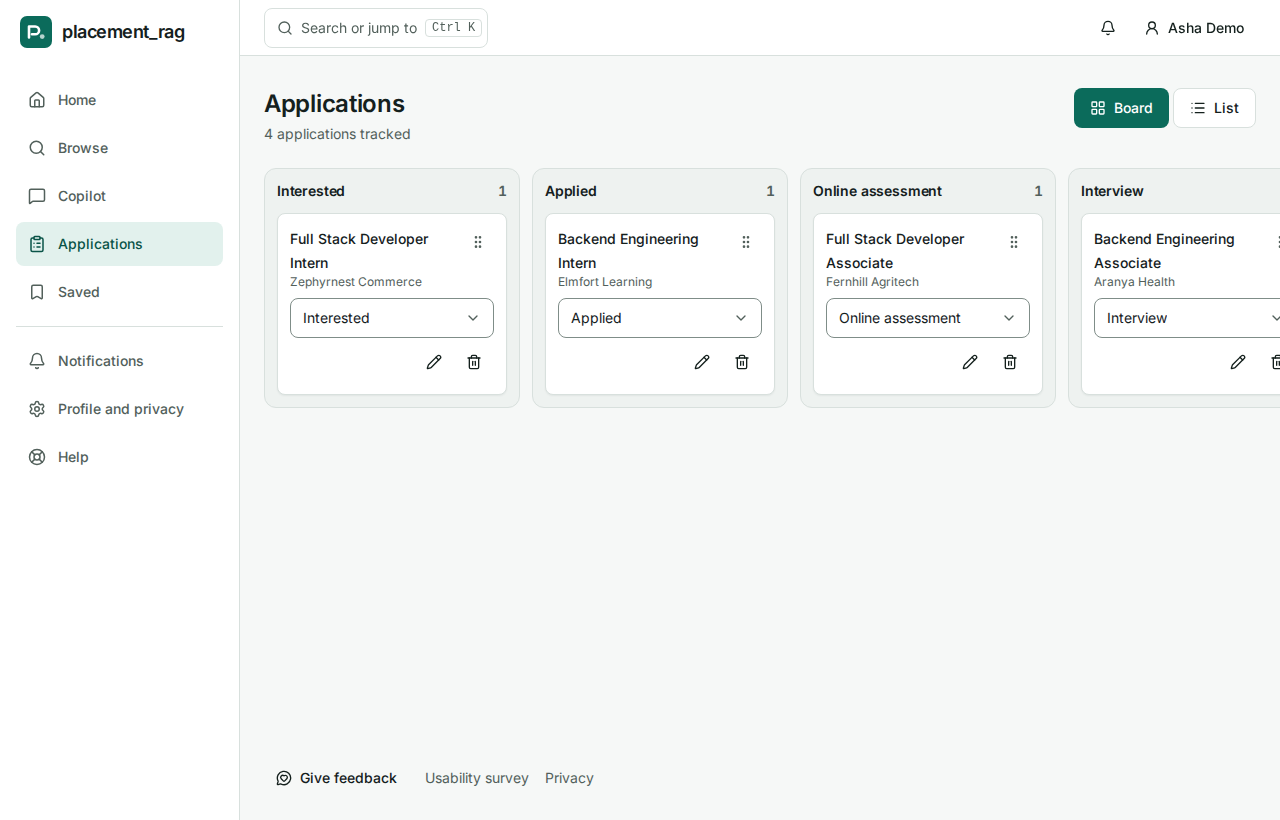 placement_rag
Search or jump to Ctrl K
Asha Demo
Home
Browse
Copilot
Applications
Saved
Notifications
Profile and privacy
Help
Applications
4 applications tracked
Board
List
Interested 1
Full Stack Developer
Intern
Zephyrnest Commerce
Interested
Applied 1
Backend Engineering
Intern
Elmfort Learning
Applied
Online assessment 1
Full Stack Developer
Associate
Fernhill Agritech
Online assessment
Interview
Backend Engineering
Associate
Aranya Health
Interview
Give feedback
Usability survey
Privacy